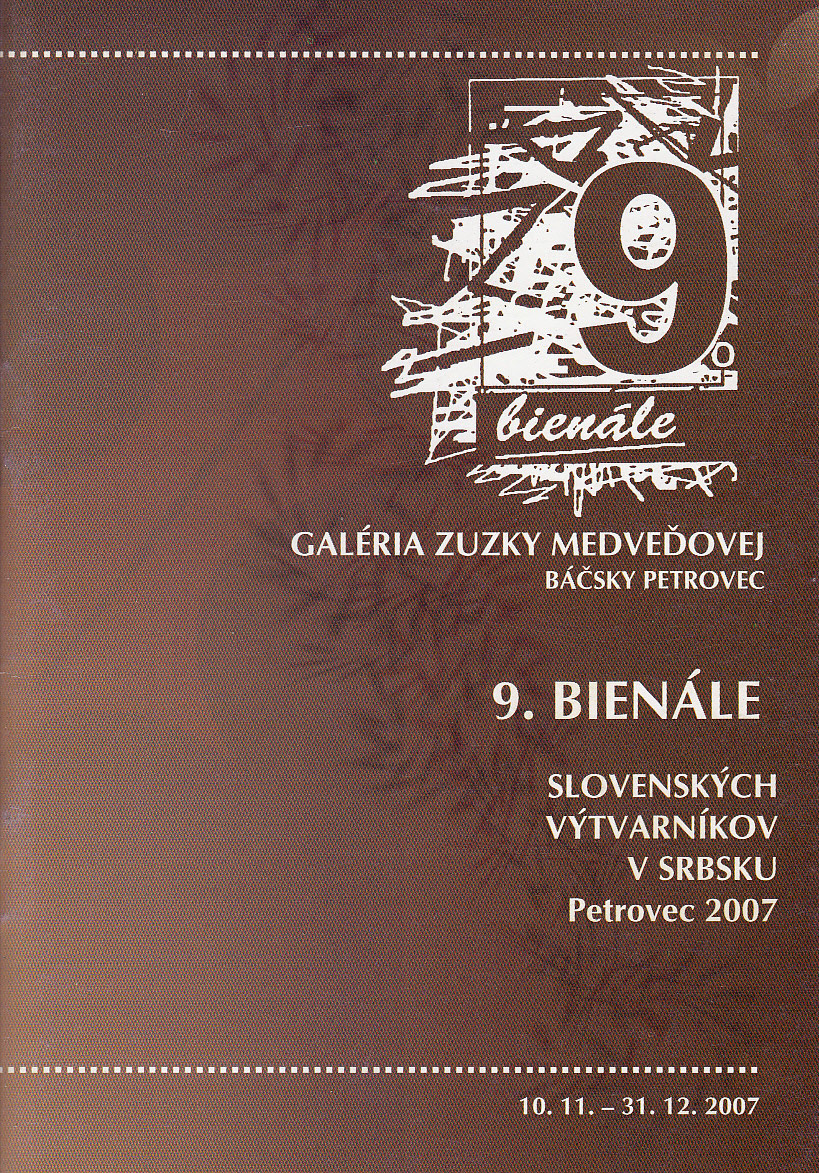 9
bienále
GALÉRIA ZUZKY MEDVEĎOVEJ
BÁČSKY PETROVEC
9. BIENÁLE
SLOVENSKÝCH
VÝTVARNÍKOV
V SRBSKU
Petrovec 2007
10. 11. – 31. 12. 2007